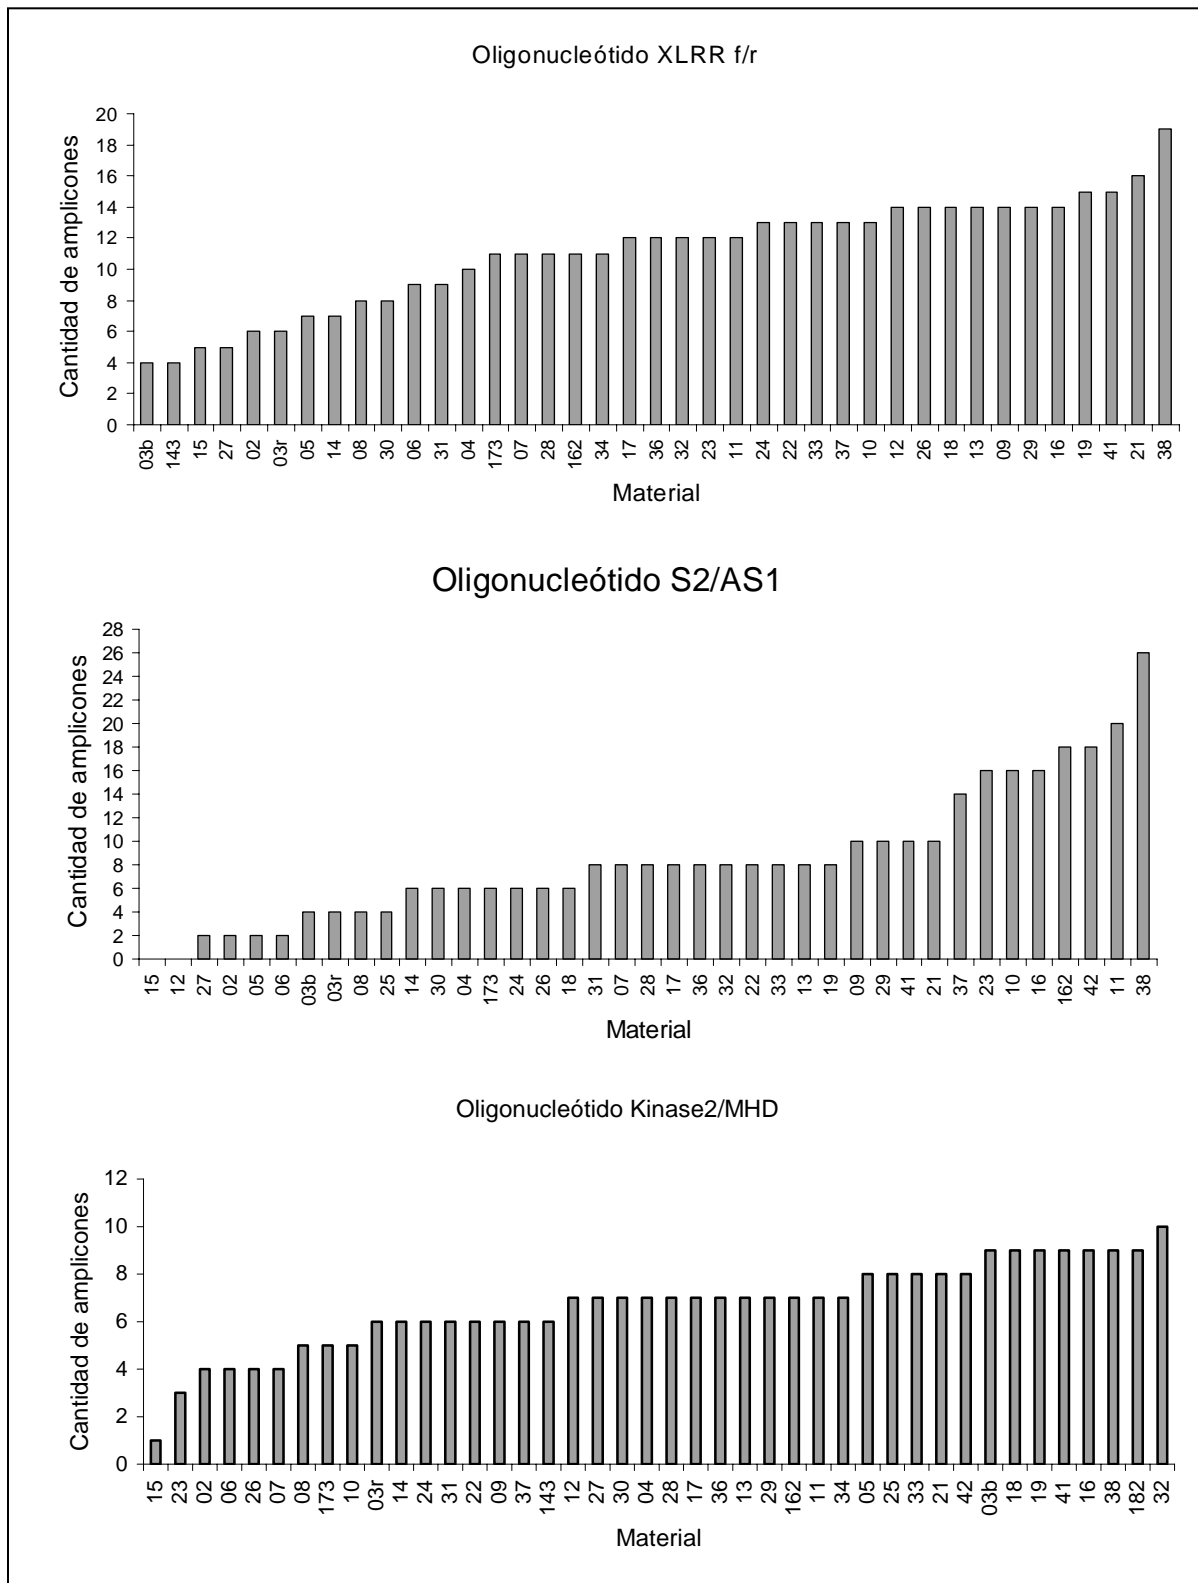 Oligonucleótido XLRR f/r
Cantidad de amplicones
20
18
16
14
12
10
8
6
4
2
0
03b 143 15 27 02 03r 05 14 08 30 06 31 04 173 07 28 162 34 17 36 32 23 11 24 22 33 37 10 12 26 18 13 09 29 16 19 41 21 38
Material
Oligonucleótido S2/AS1
Cantidad de amplicones
28
26
24
22
20
18
16
14
12
10
8
6
4
2
0
15 12 27 02 05 06 03b 03r 08 25 14 30 04 173 24 26 18 31 07 28 17 36 32 22 33 13 19 09 29 41 21 37 23 10 16 162 42 11 38
Material
Oligonucleótido Kinase2/MHD
Cantidad de amplicones
12
10
8
6
4
2
0
15 23 02 06 26 07 08 173 10 03r 14 24 31 22 09 37 143 12 27 30 04 28 17 36 13 29 162 11 34 05 25 33 21 42 03b 18 19 41 16 38 182 32
Material